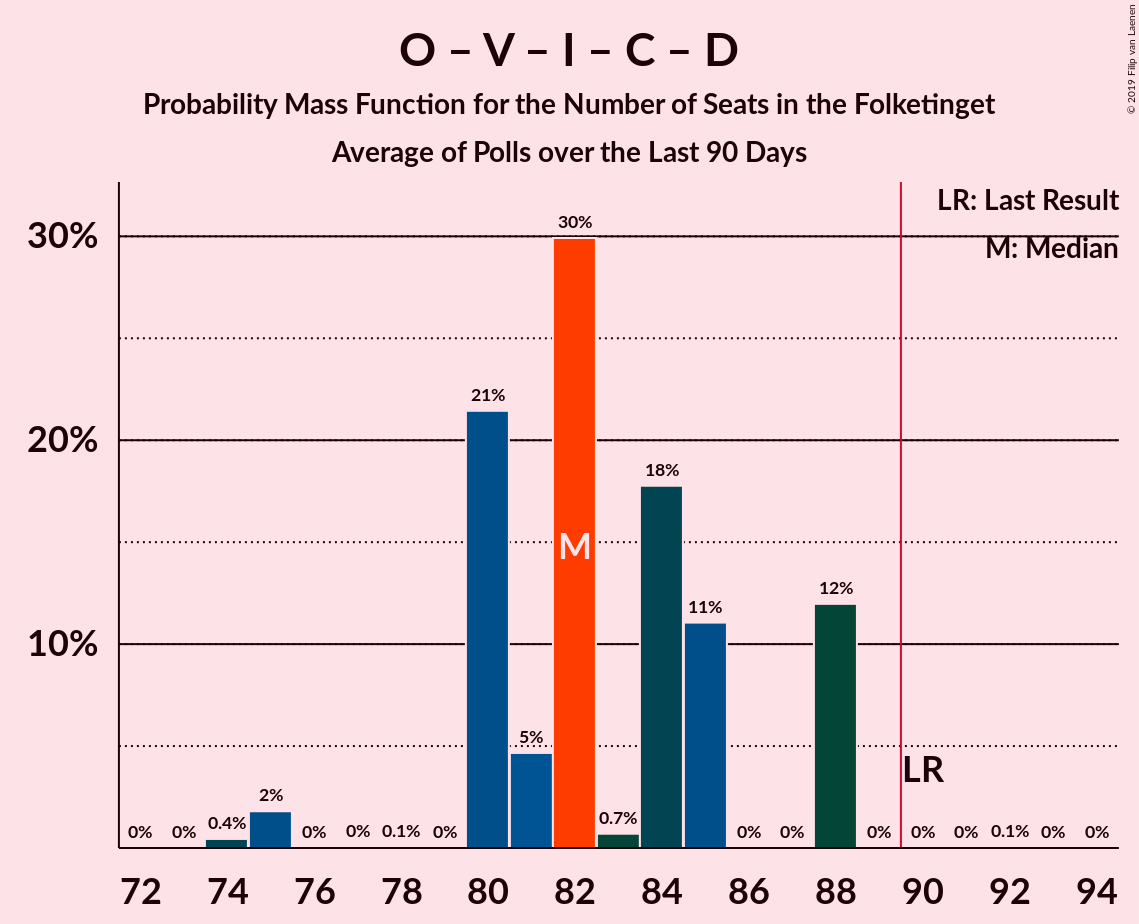 O – V – I – C – D
Probability Mass Function for the Number of Seats in the Folketinget
Average of Polls over the Last 90 Days
© 2019 Filip van Laenen
LR: Last Result
M: Median
30%
20%
10%
0% 0% 0.4% 2% 0% 0% 0.1% 0% 21% 5% 30% 0.7% 18% 11% 0% 0% 12% 0% 0% 0% 0.1% 0% 0%
M
LR
72 74 76 78 80 82 84 86 88 90 92 94